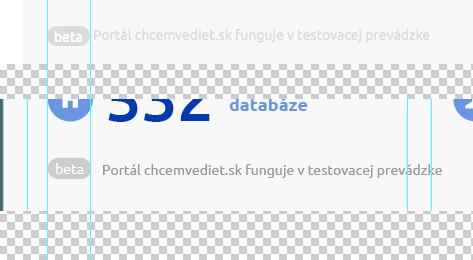 beta Portál chcemvediet.sk funguje v testovacej prevádzke
332 databáze
beta Portál chcemvediet.sk funguje v testovacej prevádzke